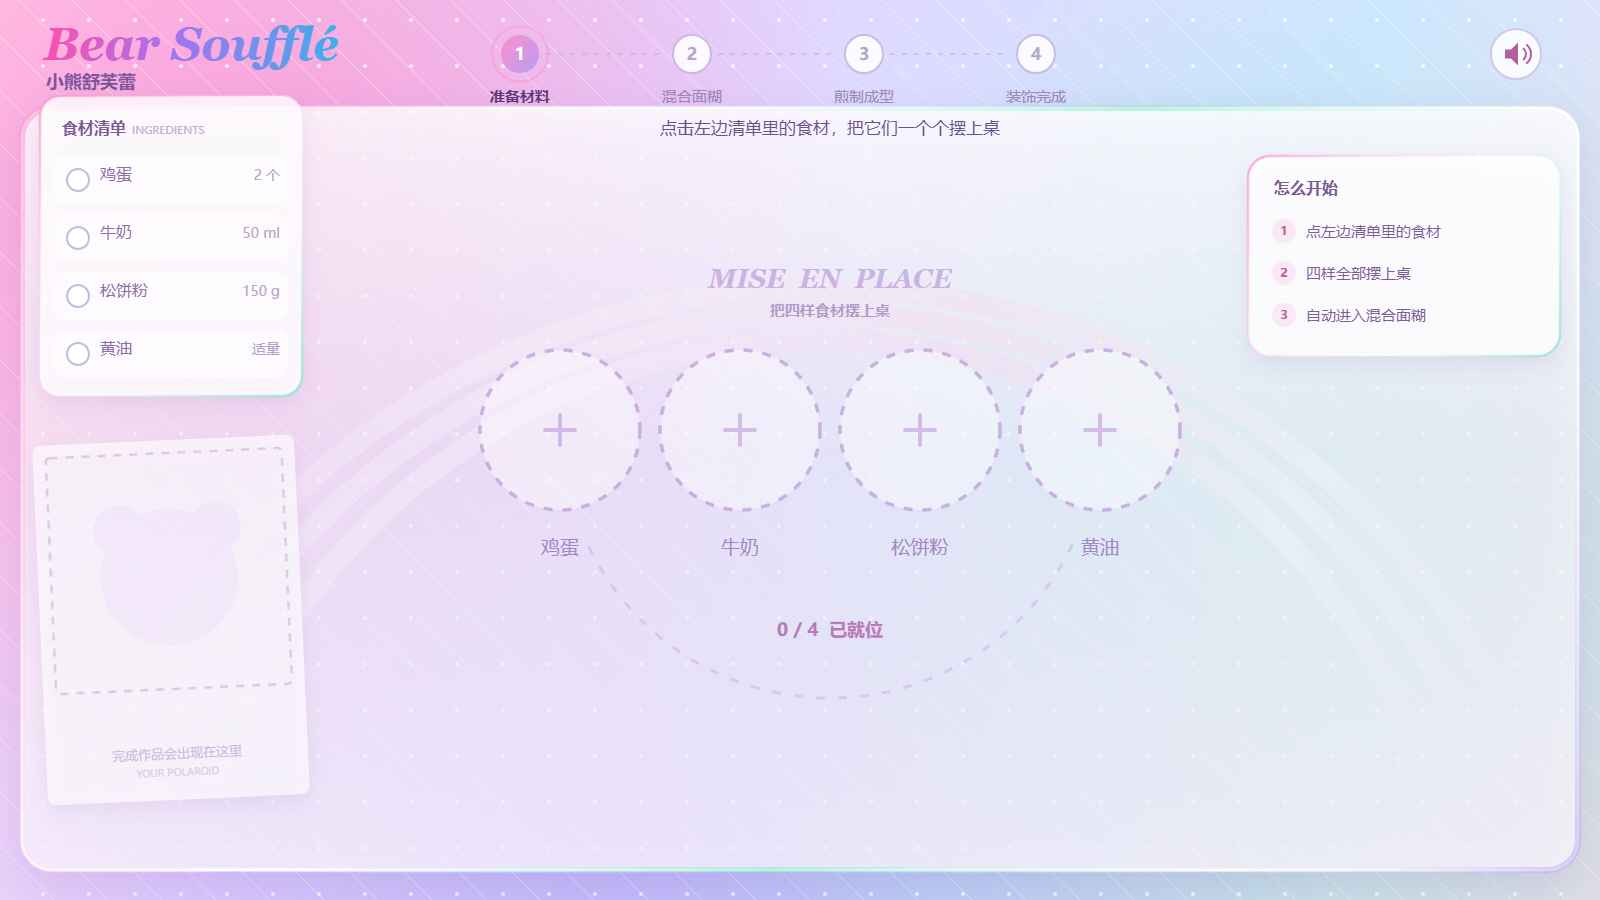 Bear Soufflé
小熊舒芙蕾
1
2
3
4
准备材料
混合面糊
煎制成型
装饰完成
食材清单 INGREDIENTS
鸡蛋 2 个
牛奶 50 ml
松饼粉 150 g
黄油 适量
点击左边清单里的食材，把它们一个个摆上桌
怎么开始
1 点左边清单里的食材
2 四样全部摆上桌
3 自动进入混合面糊
MISE EN PLACE
把四样食材摆上桌
鸡蛋
牛奶
松饼粉
黄油
0 / 4 已就位
完成作品会出现在这里
YOUR POLAROID